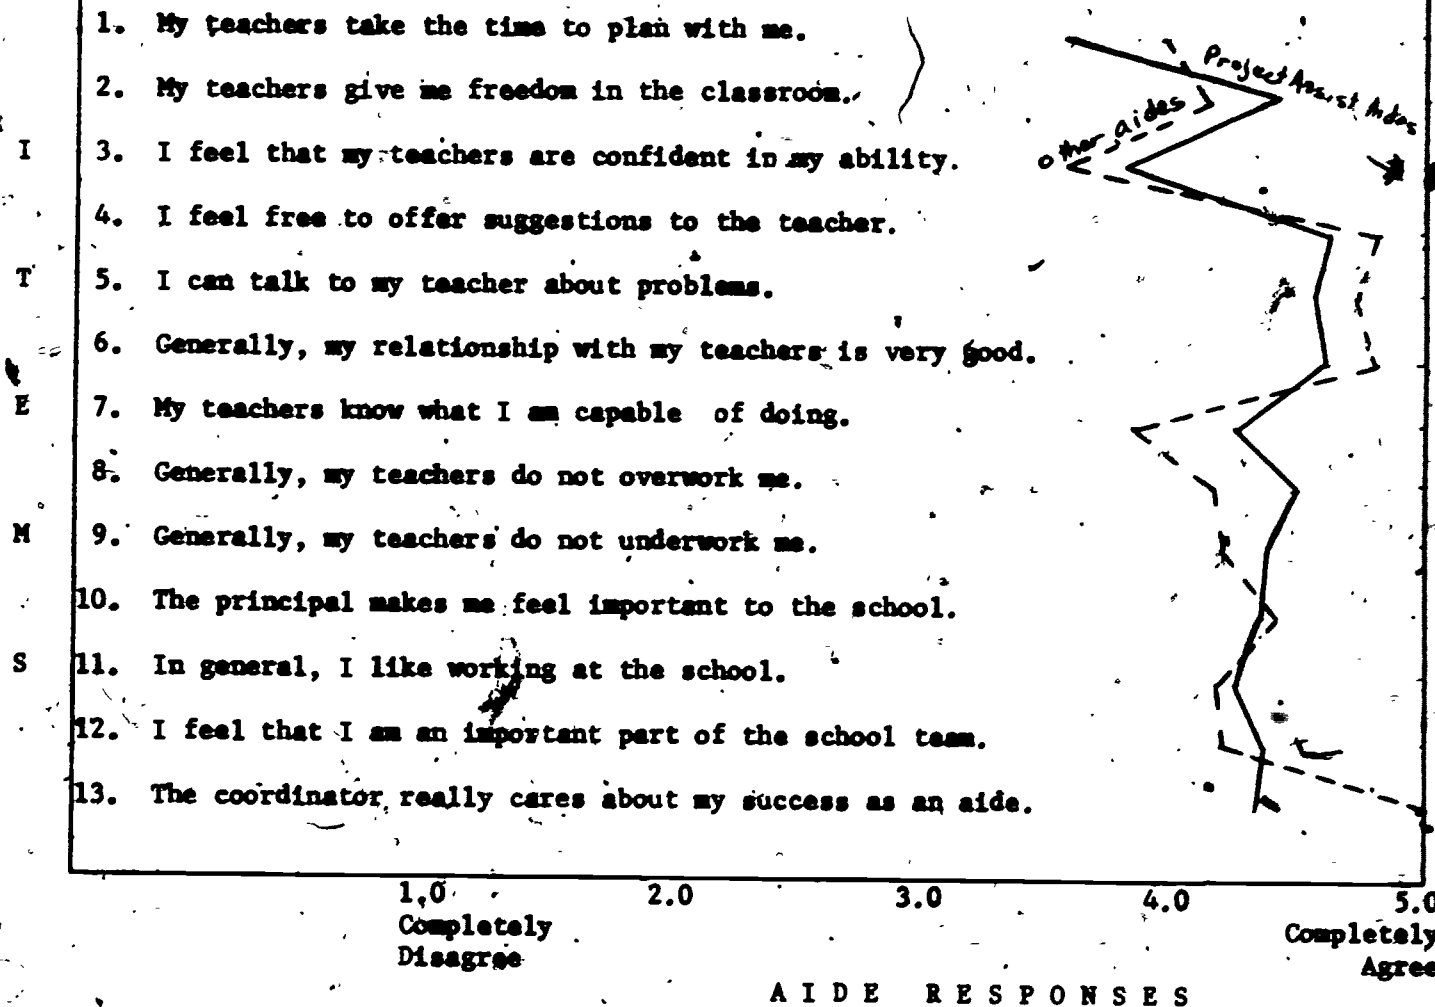 1. My teachers take the time to plan with me.
Project Assist Aides
2. My teachers give me freedom in the classroom.
other aides
I 3. I feel that my teachers are confident in my ability.
4. I feel free to offer suggestions to the teacher.
T 5. I can talk to my teacher about problems.
6. Generally, my relationship with my teachers is very good.
E 7. My teachers know what I am capable of doing.
8. Generally, my teachers do not overwork me.
M 9. Generally, my teachers do not underwork me.
10. The principal makes me feel important to the school.
S 11. In general, I like working at the school.
12. I feel that I am an important part of the school team.
13. The coordinator really cares about my success as an aide.
1.0 2.0 3.0 4.0 5.0
Completely Completely
Disagree Agree
AIDE RESPONSES